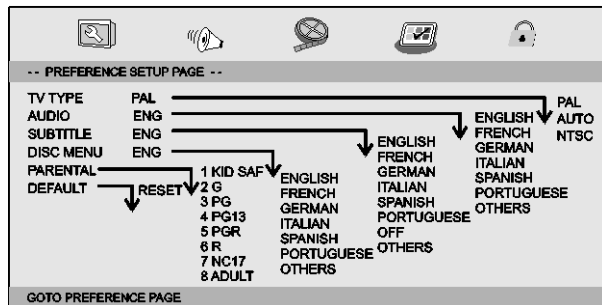 -- PREFERENCE SETUP PAGE --
TV TYPE PAL
AUDIO ENG
SUBTITLE ENG
DISC MENU ENG
PARENTAL
DEFAULT RESET
1 KID SAF
2 G
3 PG
4 PG13
5 PGR
6 R
7 NC17
8 ADULT
ENGLISH
FRENCH
GERMAN
ITALIAN
SPANISH
PORTUGUESE
OTHERS
ENGLISH
FRENCH
GERMAN
ITALIAN
SPANISH
PORTUGUESE
OFF
OTHERS
ENGLISH
FRENCH
GERMAN
ITALIAN
SPANISH
PORTUGUESE
OTHERS
PAL
AUTO
NTSC
GOTO PREFERENCE PAGE